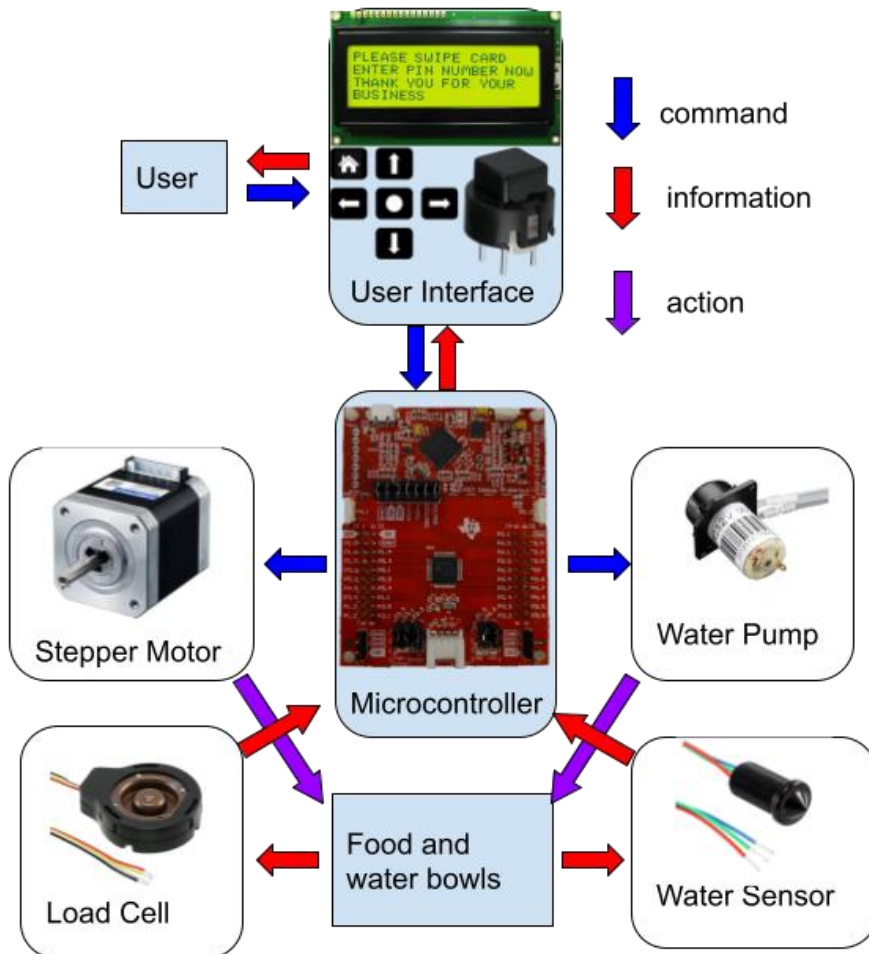 PLEASE SWIPE CARD
ENTER PIN NUMBER NOW
THANK YOU FOR YOUR
BUSINESS
command
User
information
User Interface
action
Stepper Motor
Water Pump
Microcontroller
Food and
water bowls
Load Cell
Water Sensor